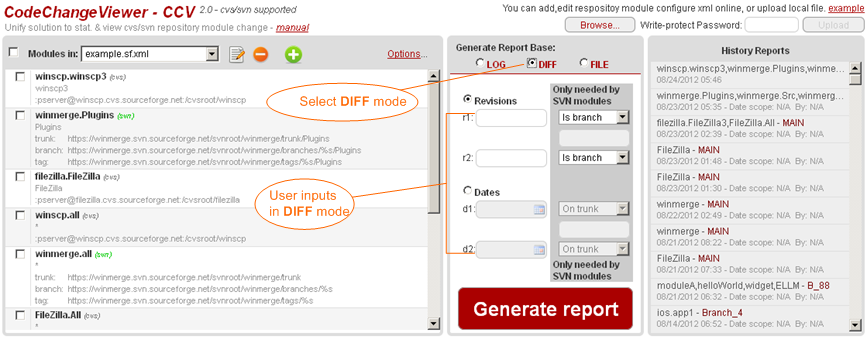 CodeChangeViewer - CCV 2.0 - cvs/svn supported
Unify solution to stat. & view cvs/svn repository module change - manual
You can add,edit respository module configure xml online, or upload local file. example
Browse... Write-protect Password: Upload
Modules in: example.sf.xml Options...
winscp.winscp3 (cvs)
winscp3
:pserver@winscp.cvs.sourceforge.net:/cvsroot/winscp
winmerge.Plugins (svn)
Plugins
trunk: https://winmerge.svn.sourceforge.net/svnroot/winmerge/trunk/Plugins
branch: https://winmerge.svn.sourceforge.net/svnroot/winmerge/branches/%s/Plugins
tag: https://winmerge.svn.sourceforge.net/svnroot/winmerge/tags/%s/Plugins
filezilla.FileZilla (cvs)
FileZilla
:pserver@filezilla.cvs.sourceforge.net:/cvsroot/filezilla
winscp.all (cvs)
*
:pserver@winscp.cvs.sourceforge.net:/cvsroot/winscp
winmerge.all (svn)
*
trunk: https://winmerge.svn.sourceforge.net/svnroot/winmerge/trunk
branch: https://winmerge.svn.sourceforge.net/svnroot/winmerge/branches/%s
tag: https://winmerge.svn.sourceforge.net/svnroot/winmerge/tags/%s
FileZilla.All (cvs)
*
Select DIFF mode
User inputs
in DIFF mode
Generate Report Base:
LOG DIFF FILE
Only needed by
SVN modules
Revisions
r1: Is branch
r2: Is branch
Dates
d1: On trunk
d2: On trunk
Only needed by
SVN modules
Generate report
History Reports
winscp.winscp3,winmerge.Plugins,winme...
08/24/2012 05:46
winmerge.Plugins,winmerge.Src,winmerg...
08/23/2012 05:35 - Date scope: N/A By: N/A
filezilla.FileZilla3,FileZilla.All - MAIN
08/23/2012 02:39 - Date scope: N/A By: N/A
FileZilla - MAIN
08/23/2012 01:48 - Date scope: N/A By: N/A
FileZilla - MAIN
08/23/2012 01:30 - Date scope: N/A By: N/A
winmerge - MAIN
08/22/2012 02:49 - Date scope: N/A By: N/A
winmerge - MAIN
08/21/2012 08:22 - Date scope: N/A By: N/A
FileZilla - MAIN
08/21/2012 07:33 - Date scope: N/A By: N/A
moduleA,helloWorld,widget,ELLM - B_88
08/21/2012 06:32 - Date scope: N/A By: N/A
ios.app1 - Branch_4
08/14/2012 06:52 - Date scope: N/A By: N/A